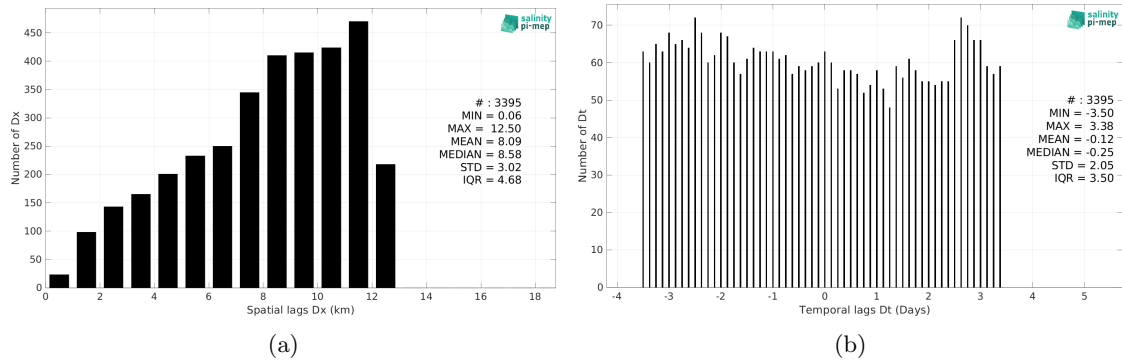 salinity
pi-mep
450
400
350
300
250
200
150
100
50
0
Number of Dx
# : 3395
MIN = 0.06
MAX = 12.50
MEAN = 8.09
MEDIAN = 8.58
STD = 3.02
IQR = 4.68
0 2 4 6 8 10 12 14 16 18
Spatial lags Dx (km)
(a)
salinity
pi-mep
70
60
50
40
30
20
10
0
Number of Dt
# : 3395
MIN = -3.50
MAX = 3.38
MEAN = -0.12
MEDIAN = -0.25
STD = 2.05
IQR = 3.50
-4 -3 -2 -1 0 1 2 3 4 5
Temporal lags Dt (Days)
(b)